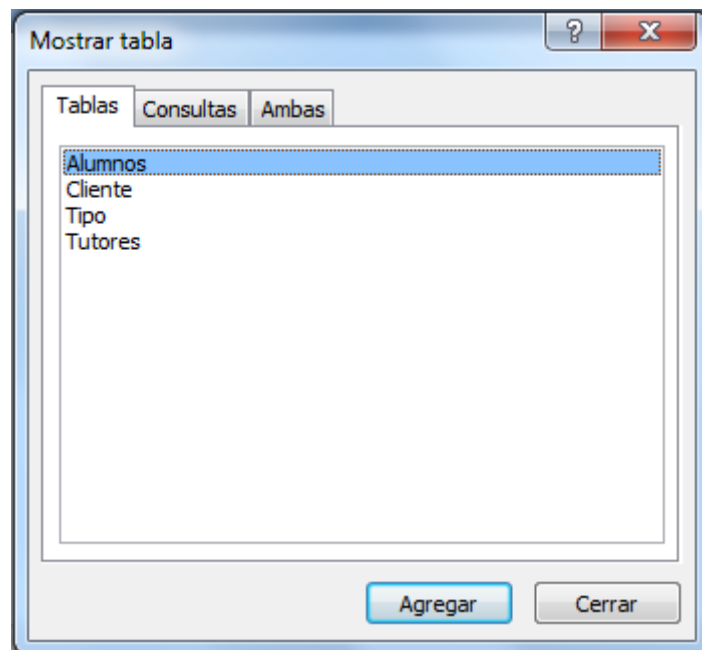 Mostrar tabla
Tablas Consultas Ambas
Alumnos
Cliente
Tipo
Tutores
Agregar Cerrar